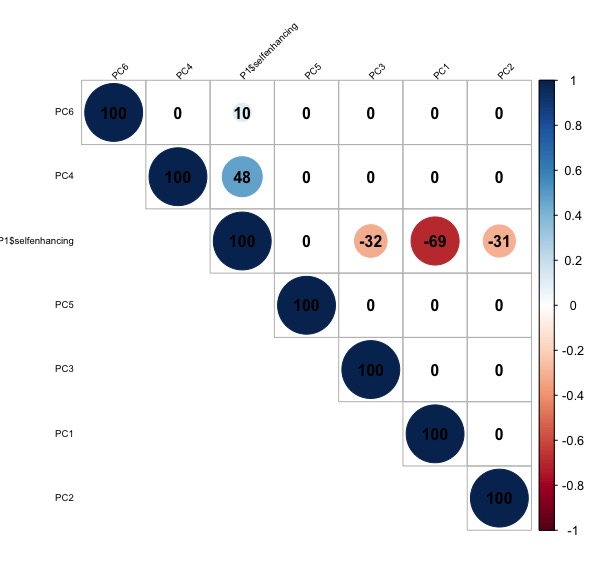 PC6 PC4 P1$selfenhancing PC5 PC3 PC1 PC2
PC6 100 0 10 0 0 0 0
PC4 100 48 0 0 0 0
P1$selfenhancing 100 0 -32 -69 -31
PC5 100 0 0 0
PC3 100 0 0
PC1 100 0
PC2 100
1
0.8
0.6
0.4
0.2
0
-0.2
-0.4
-0.6
-0.8
-1